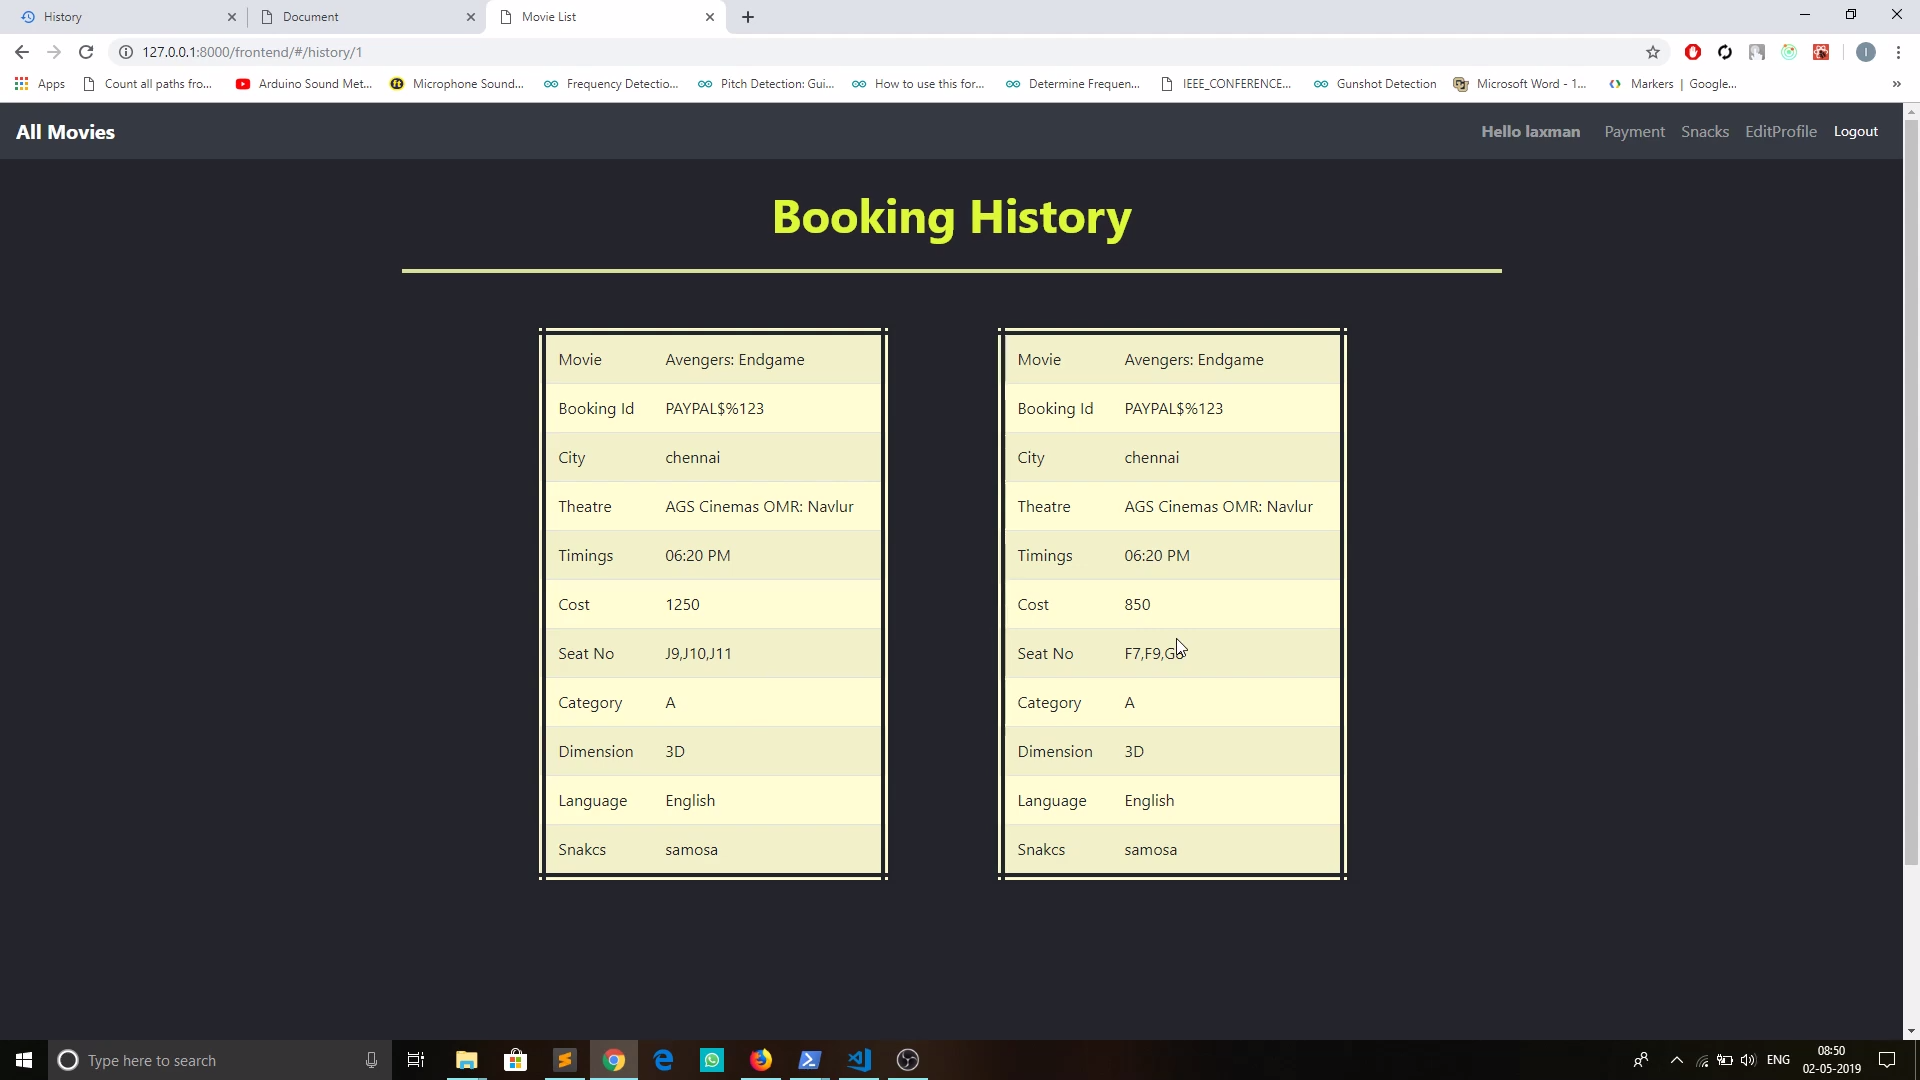 History
Document
Movie List
127.0.0.1:8000/frontend/#/history/1
Apps
Count all paths fro...
Arduino Sound Met...
Microphone Sound...
Frequency Detectio...
Pitch Detection: Gui...
How to use this for...
Determine Frequen...
IEEE_CONFERENCE...
Gunshot Detection
Microsoft Word - 1...
Markers | Google...
All Movies
Hello laxman
Payment
Snacks
EditProfile
Logout
Booking History
Movie Avengers: Endgame
Booking Id PAYPAL$%123
City chennai
Theatre AGS Cinemas OMR: Navlur
Timings 06:20 PM
Cost 1250
Seat No J9,J10,J11
Category A
Dimension 3D
Language English
Snakcs samosa
Movie Avengers: Endgame
Booking Id PAYPAL$%123
City chennai
Theatre AGS Cinemas OMR: Navlur
Timings 06:20 PM
Cost 850
Seat No F7,F9,
Category A
Dimension 3D
Language English
Snakcs samosa
Type here to search
ENG
08:50
02-05-2019